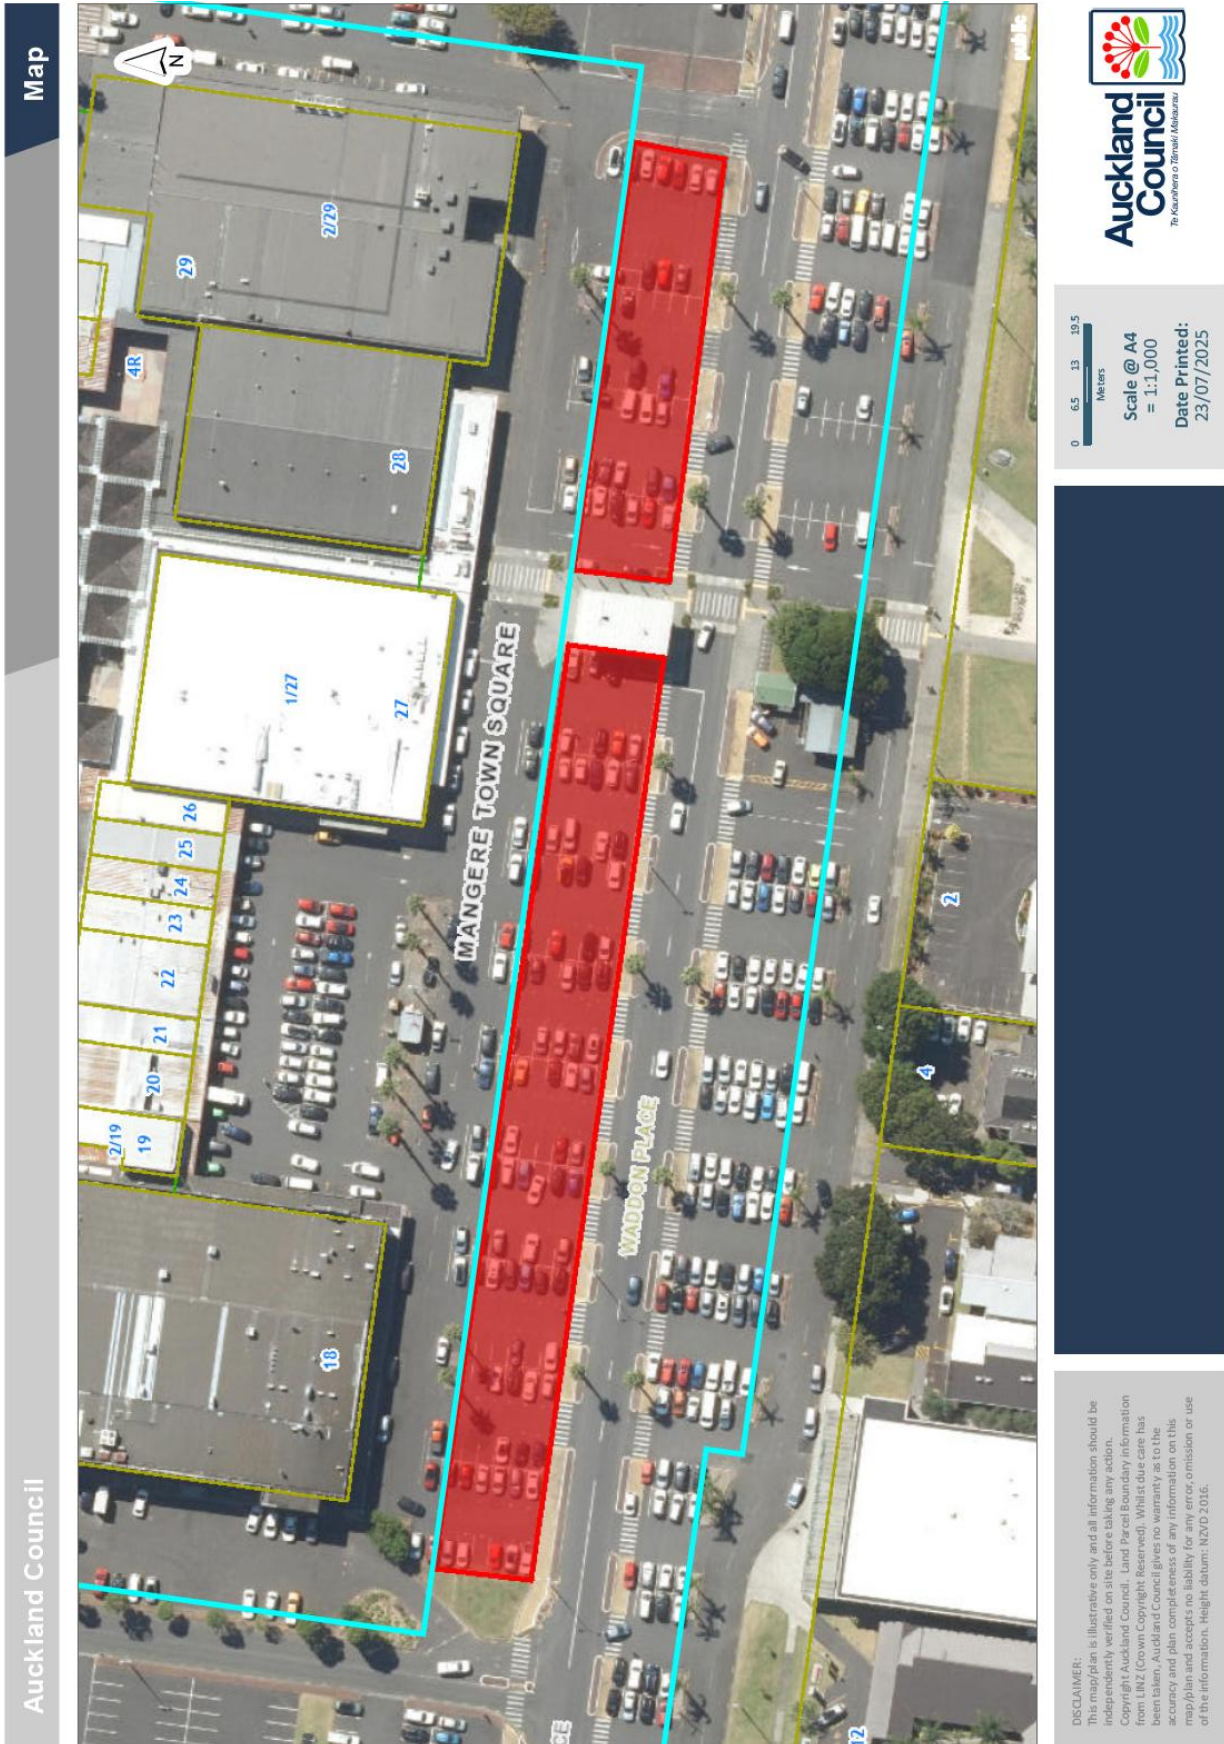 Auckland Council
Map
N
29
2/29
4R
28
1/27
27
26
25
24
23
22
21
20
2/19
19
18
MANGERE TOWN SQUARE
WADDON PLACE
CE
2
4
12
public
DISCLAIMER:
This map/plan is illustrative only and all information should be
independently verified on site before taking any action.
Copyright Auckland Council. Land Parcel Boundary information
from LINZ (Crown Copyright Reserved). Whilst due care has
been taken, Auckland Council gives no warranty as to the
accuracy and plan completeness of any information on this
map/plan and accepts no liability for any error, omission or use
of the information. Height datum: NZVD 2016.
0 6.5 13 19.5
Meters
Scale @ A4
= 1:1,000
Date Printed:
23/07/2025
Auckland
Council
Te Kaunihera o Tāmaki Makaurau